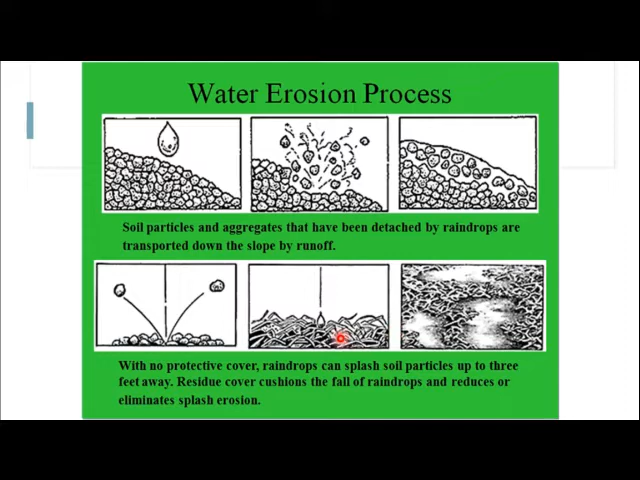 Water Erosion Process
Soil particles and aggregates that have been detached by raindrops are
transported down the slope by runoff.
With no protective cover, raindrops can splash soil particles up to three
feet away. Residue cover cushions the fall of raindrops and reduces or
eliminates splash erosion.